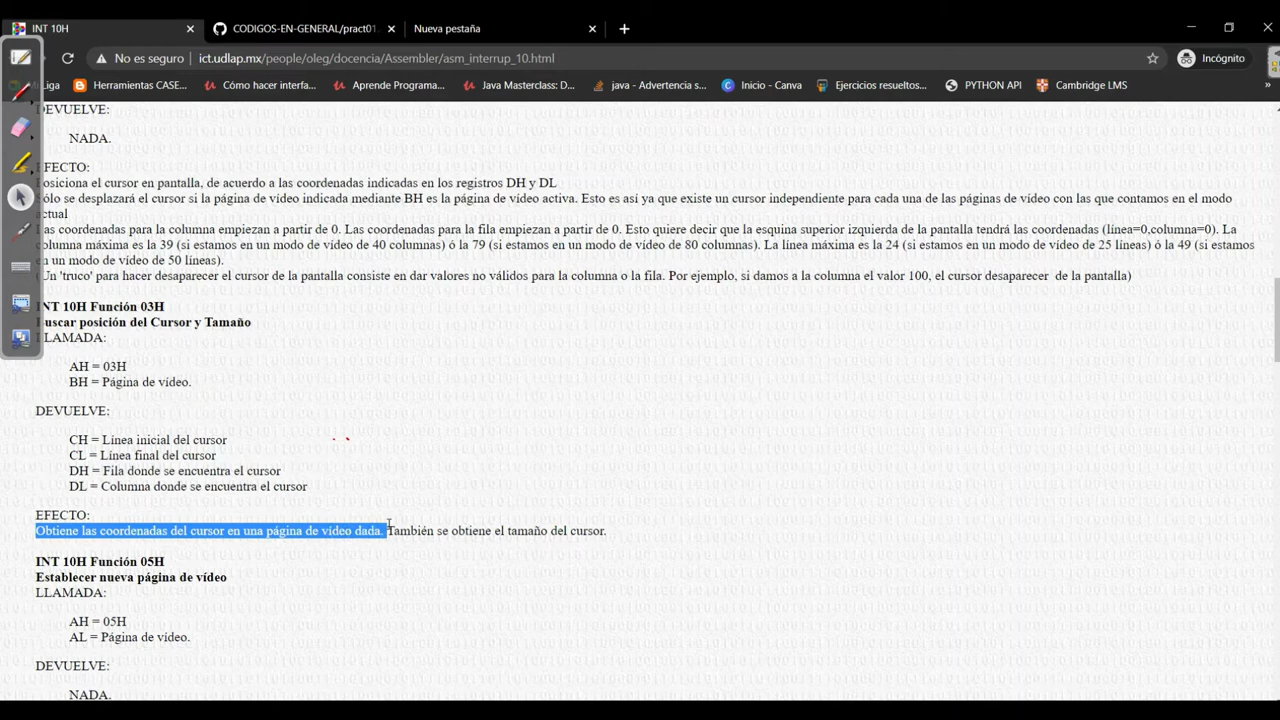 INT 10H
CODIGOS-EN-GENERAL/pract01.
Nueva pestaña
No es seguro
ict.udlap.mx/people/oleg/docencia/Assembler/asm_interrup_10.html
Incógnito
Liga
Herramientas CASE...
Cómo hacer interfa...
Aprende Programa...
Java Masterclass: D...
java - Advertencia s...
Inicio - Canva
Ejercicios resueltos...
PYTHON API
Cambridge LMS
»
DEVUELVE:
NADA.
EFECTO:
Posiciona el cursor en pantalla, de acuerdo a las coordenadas indicadas en los registros DH y DL
Sólo se desplazará el cursor si la página de vídeo indicada mediante BH es la página de vídeo activa. Esto es así ya que existe un cursor independiente para cada una de las páginas de vídeo con las que contamos en el modo
actual
Las coordenadas para la columna empiezan a partir de 0. Las coordenadas para la fila empiezan a partir de 0. Esto quiere decir que la esquina superior izquierda de la pantalla tendrá las coordenadas (línea=0,columna=0). La
columna máxima es la 39 (si estamos en un modo de vídeo de 40 columnas) ó la 79 (si estamos en un modo de vídeo de 80 columnas). La línea máxima es la 24 (si estamos en un modo de vídeo de 25 líneas) ó la 49 (si estamos
en un modo de vídeo de 50 líneas).
(Un 'truco' para hacer desaparecer el cursor de la pantalla consiste en dar valores no válidos para la columna o la fila. Por ejemplo, si damos a la columna el valor 100, el cursor desaparecer de la pantalla)
INT 10H Función 03H
Buscar posición del Cursor y Tamaño
LLAMADA:
AH = 03H
BH = Página de vídeo.
DEVUELVE:
CH = Línea inicial del cursor
CL = Línea final del cursor
DH = Fila donde se encuentra el cursor
DL = Columna donde se encuentra el cursor
EFECTO:
Obtiene las coordenadas del cursor en una página de vídeo dada. También se obtiene el tamaño del cursor.
INT 10H Función 05H
Establecer nueva página de vídeo
LLAMADA:
AH = 05H
AL = Página de vídeo.
DEVUELVE:
NADA.